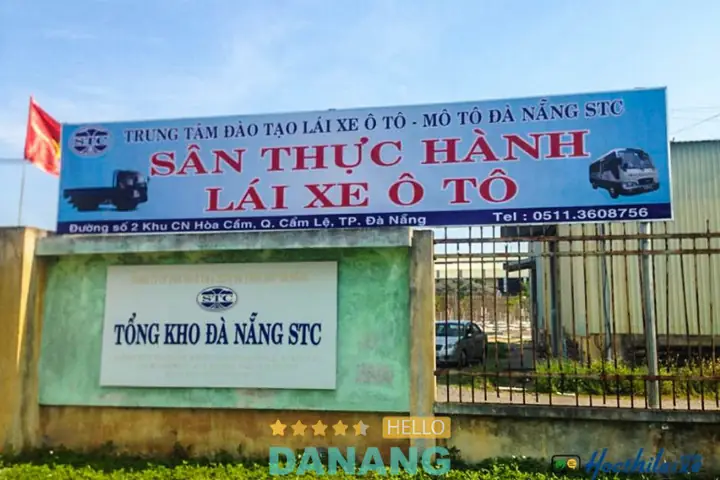 STC
TRUNG TÂM ĐÀO TẠO LÁI XE Ô TÔ - MÔ TÔ ĐÀ NẴNG STC
SÂN THỰC HÀNH
LÁI XE Ô TÔ
Đường số 2 Khu CN Hòa Cầm, Q. Cẩm Lệ, TP. Đà Nẵng
Tel : 0511.3608756
STC
TỔNG KHO ĐÀ NẴNG STC
HELLO
DANANG